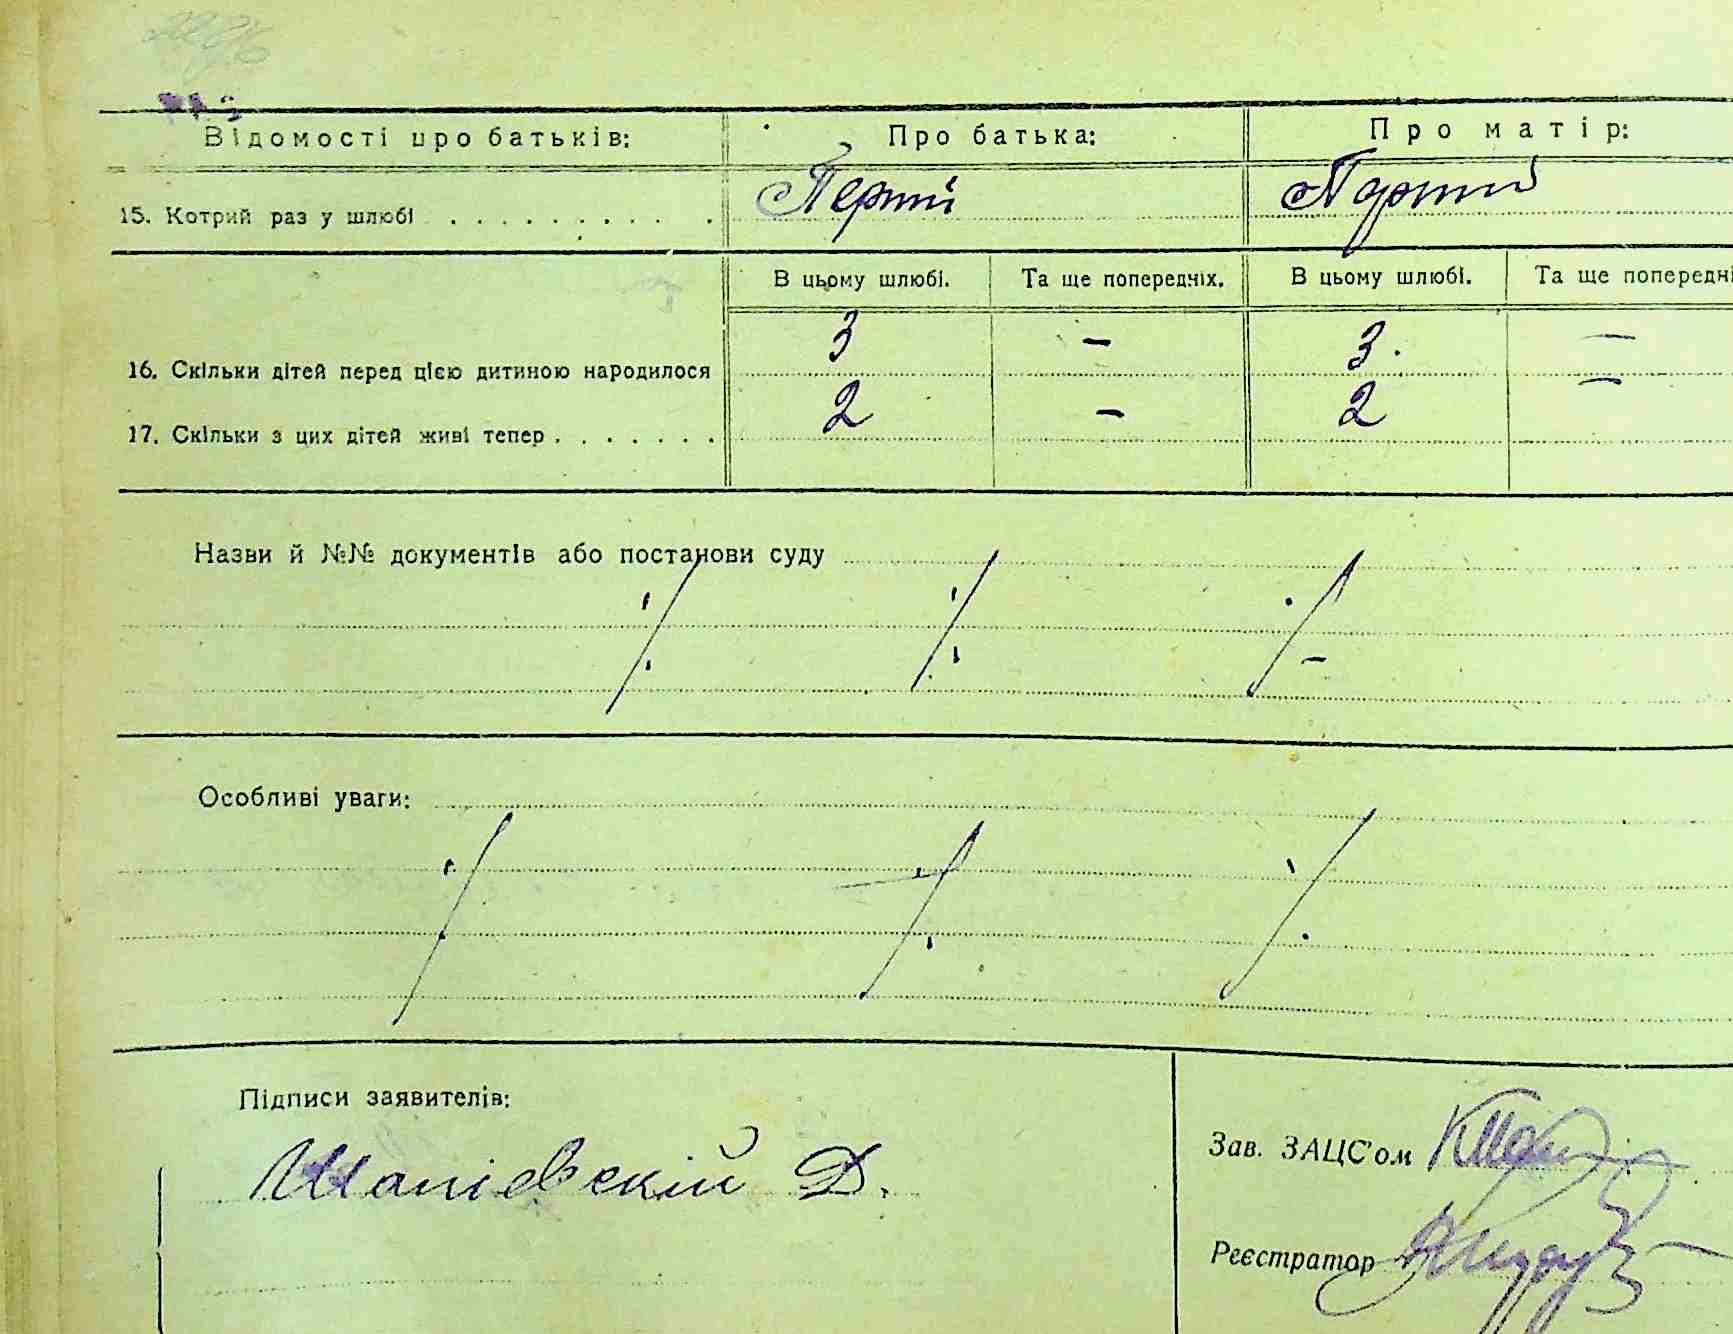 Відомості про батьків: Про батька: Про матір:
15. Котрий раз у шлюбі . . . . . . . . . . . Перший Перший
В цьому шлюбі. Та ще попередніх. В цьому шлюбі. Та ще попередні
16. Скільки дітей перед цією дитиною народилося 3 — 3. —
17. Скільки з цих дітей живі тепер . . . . . . . 2 — 2 —
Назви й №№ документів або постанови суду
Особливі уваги:
Підписи заявителів:
Зав. ЗАЦС'ом
Шапіевскій Д.
Реєстратор